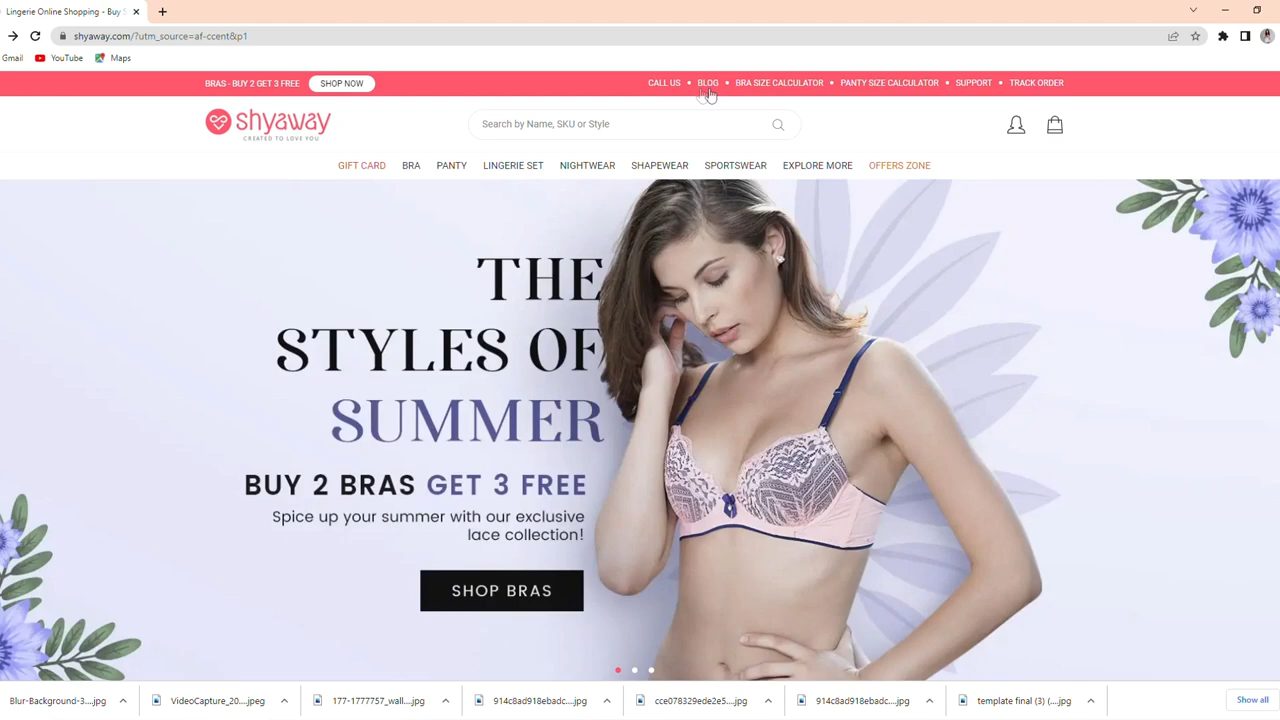 Lingerie Online Shopping - Buy S
shyaway.com/?utm_source=af-ccent&p1
Gmail YouTube Maps
BRAS - BUY 2 GET 3 FREE SHOP NOW CALL US • BLOG • BRA SIZE CALCULATOR • PANTY SIZE CALCULATOR • SUPPORT • TRACK ORDER
shyaway
CREATED TO LOVE YOU
Search by Name, SKU or Style
GIFT CARD BRA PANTY LINGERIE SET NIGHTWEAR SHAPEWEAR SPORTSWEAR EXPLORE MORE OFFERS ZONE
THE
STYLES OF
SUMMER
BUY 2 BRAS GET 3 FREE
Spice up your summer with our exclusive
lace collection!
SHOP BRAS
Blur-Background-3....jpg VideoCapture_20....jpeg 177-1777757_wall....jpg 914c8ad918ebadc....jpg cce078329ede2e5....jpg 914c8ad918ebadc....jpg template final (3) (....jpg Show all